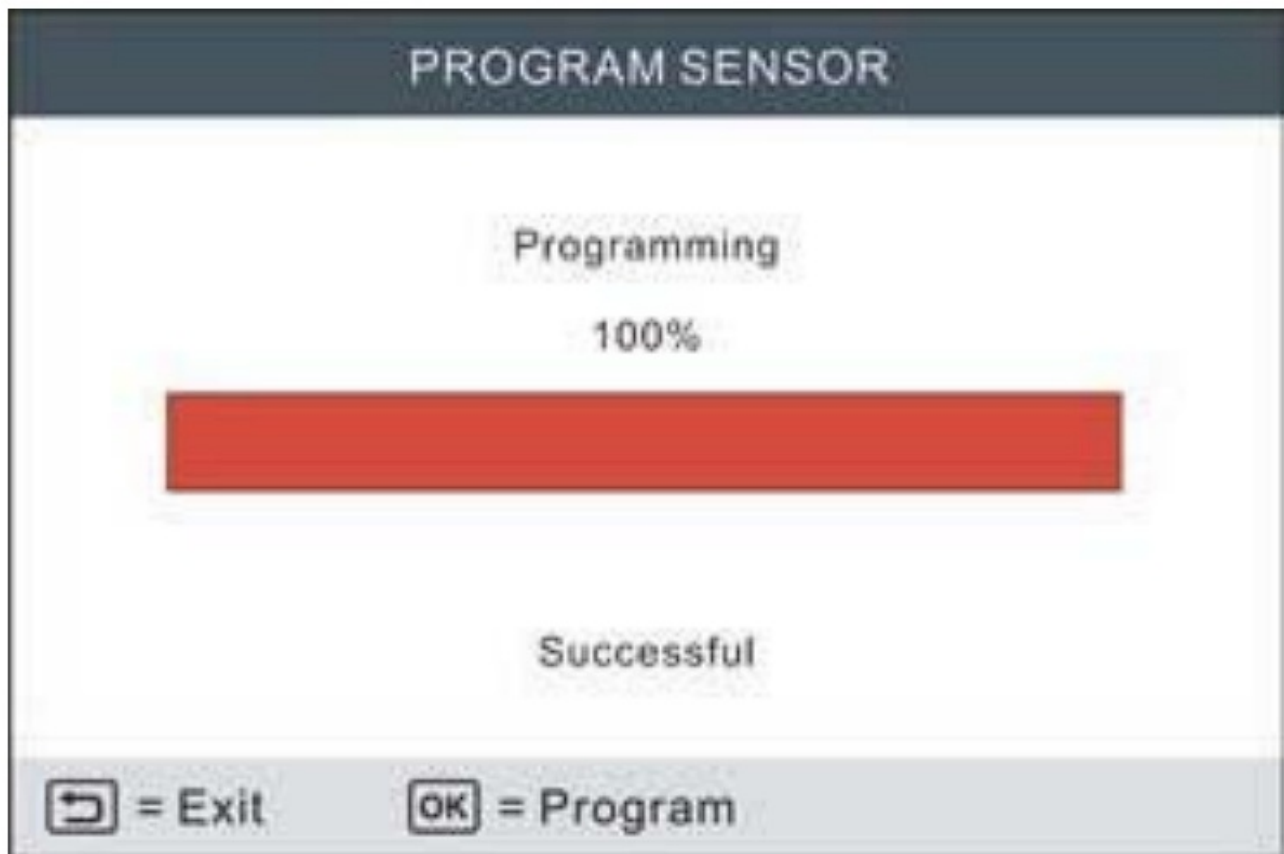 PROGRAM SENSOR
Programming
100%
Successful
= Exit OK = Program